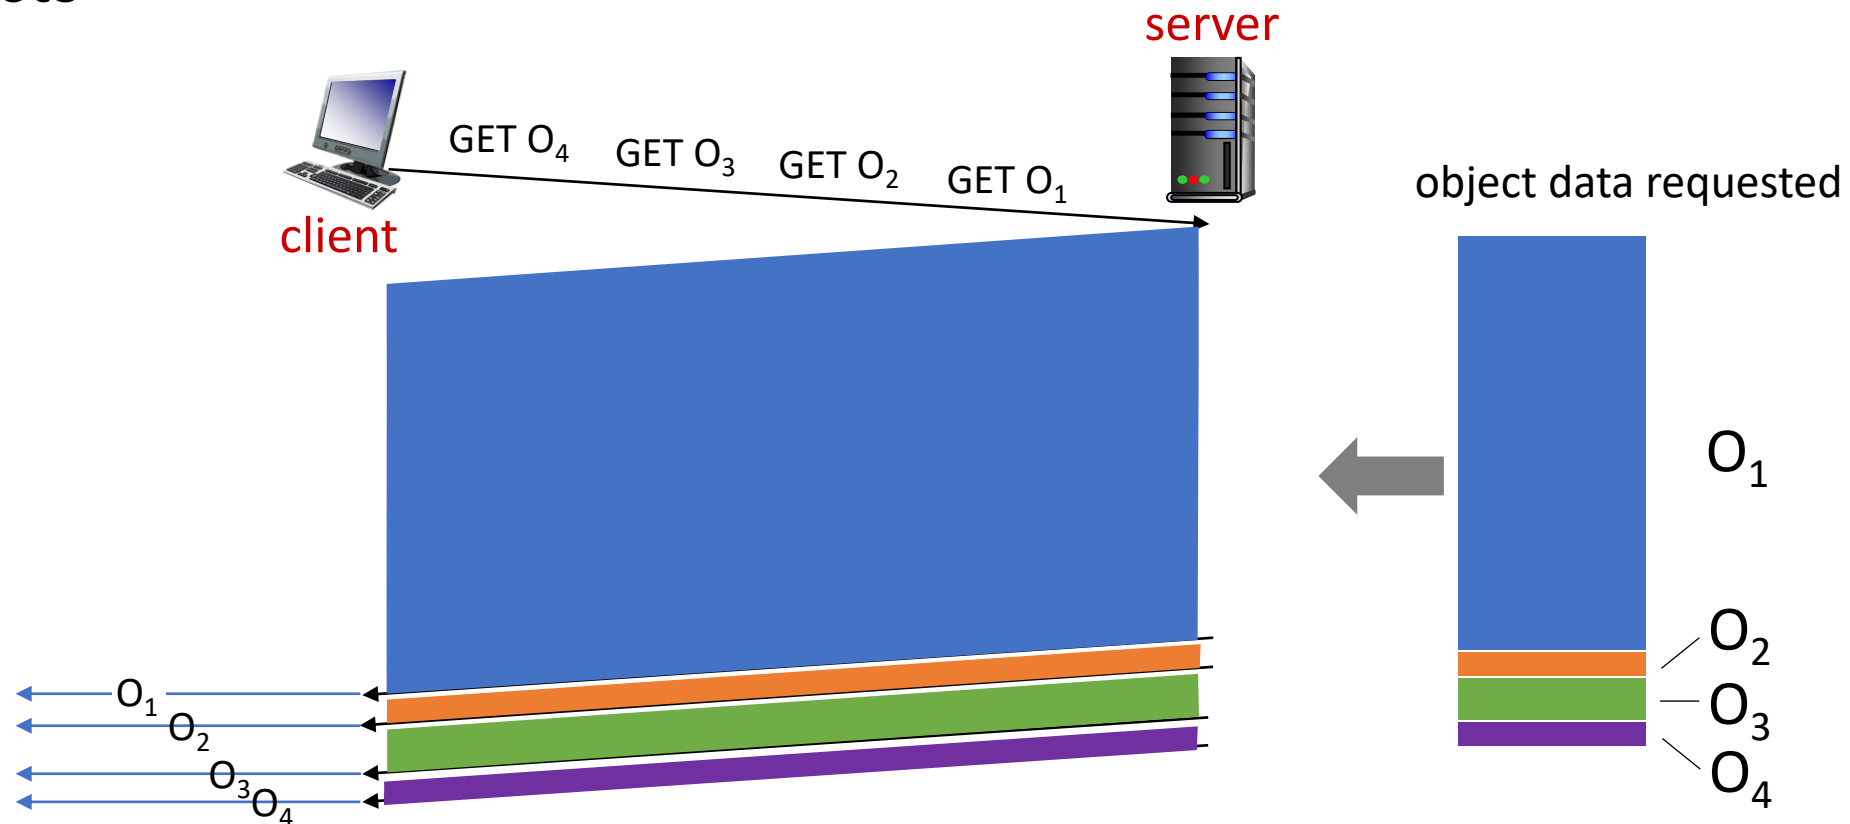 server
GET O₄
GET O₃
GET O₂
GET O₁
client
object data requested
O₁
O₂
O₃
O₄
O₁
O₂
O₃
O₄